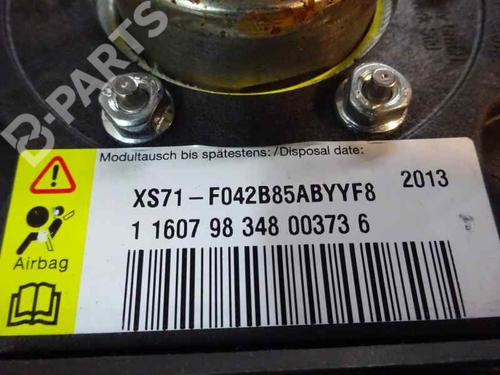 B-PARTS
Modultausch bis spätestens:/Disposal date:
XS71-F042B85ABYYF8 2013
1 1607 98 348 00373 6
Airbag